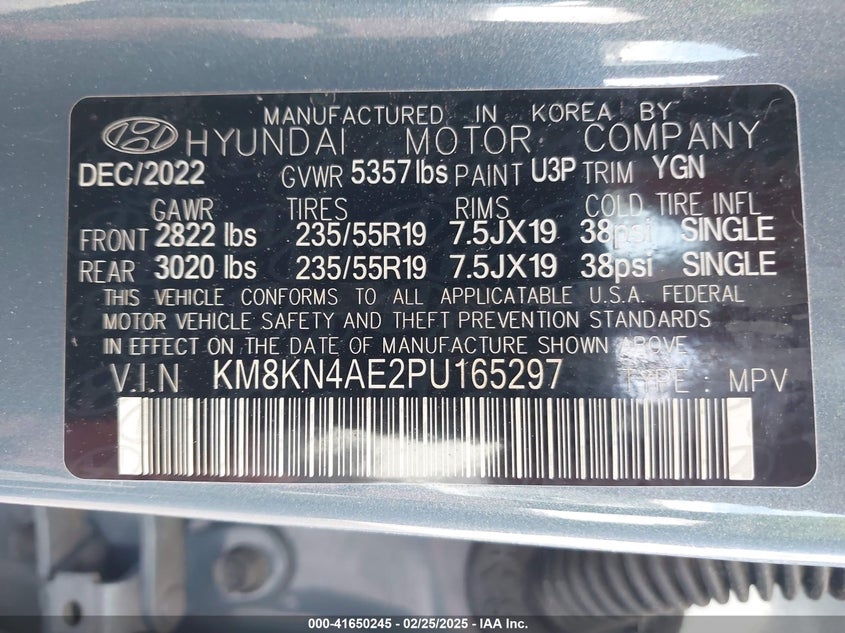 MANUFACTURED IN KOREA BY
HYUNDAI MOTOR COMPANY
DEC/2022 GVWR 5357 lbs PAINT U3P TRIM YGN
GAWR TIRES RIMS COLD TIRE INFL
FRONT 2822 lbs 235/55R19 7.5JX19 38psi SINGLE
REAR 3020 lbs 235/55R19 7.5JX19 38psi SINGLE
THIS VEHICLE CONFORMS TO ALL APPLICATABLE U.S.A. FEDERAL
MOTOR VEHICLE SAFETY AND THEFT PREVENTION STANDARDS
IN EFFECT ON THE DATE OF MANUFACTURE SHOWN ABOVE.
V.I.N KM8KN4AE2PU165297 TYPE : MPV
000-41650245 - 02/25/2025 - IAA Inc.